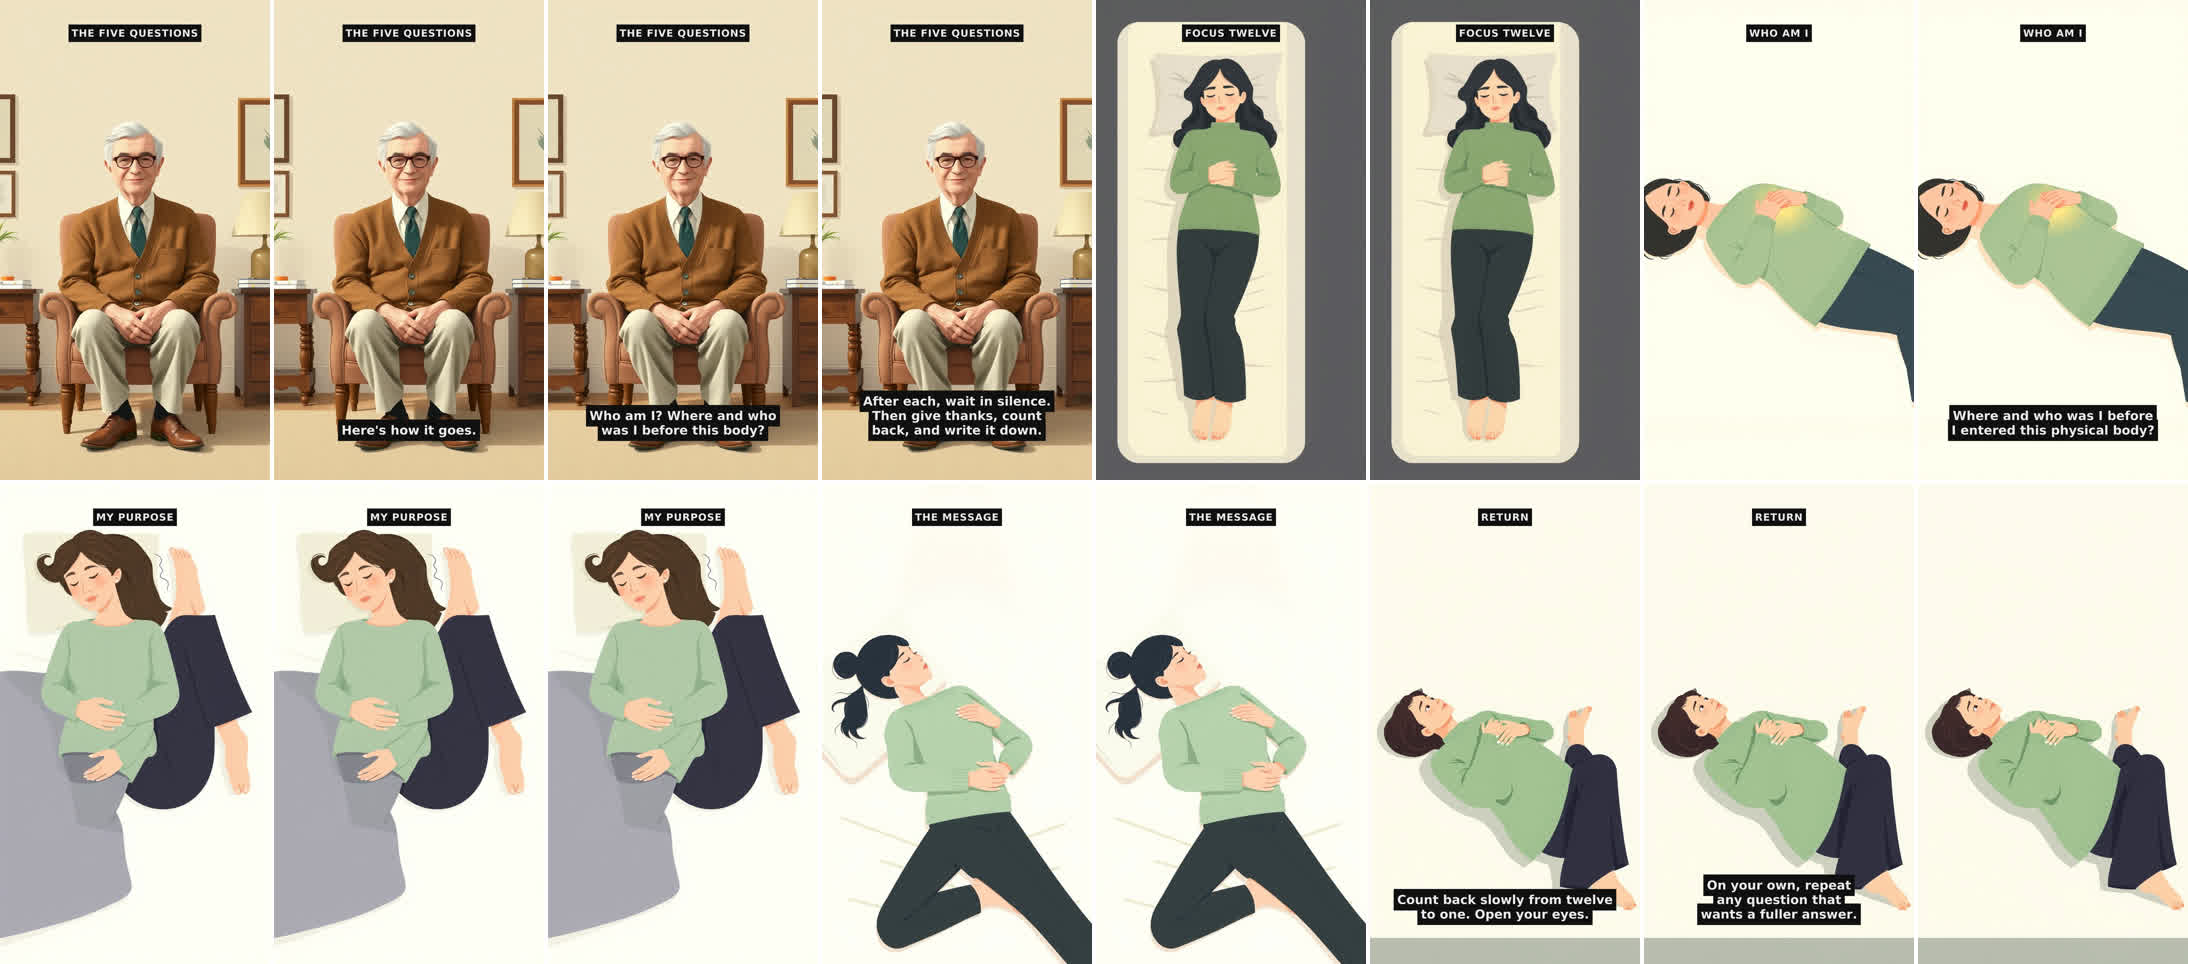 THE FIVE QUESTIONS
THE FIVE QUESTIONS
Here's how it goes.
THE FIVE QUESTIONS
Who am I? Where and who
was I before this body?
THE FIVE QUESTIONS
After each, wait in silence.
Then give thanks, count
back, and write it down.
FOCUS TWELVE
FOCUS TWELVE
WHO AM I
WHO AM I
Where and who was I before
I entered this physical body?
MY PURPOSE
MY PURPOSE
MY PURPOSE
THE MESSAGE
THE MESSAGE
RETURN
Count back slowly from twelve
to one. Open your eyes.
RETURN
On your own, repeat
any question that
wants a fuller answer.